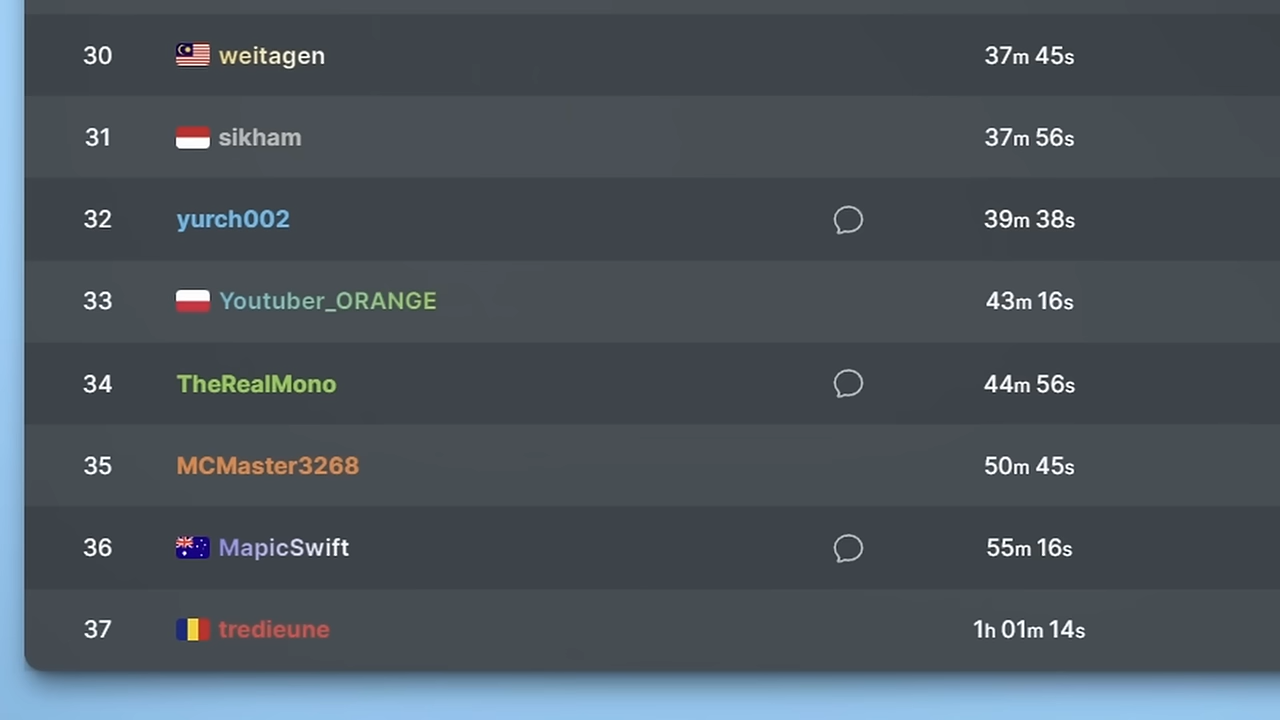 30 weitagen 37m 45s
31 sikham 37m 56s
32 yurch002 39m 38s
33 Youtuber_ORANGE 43m 16s
34 TheRealMono 44m 56s
35 MCMaster3268 50m 45s
36 MapicSwift 55m 16s
37 tredieune 1h 01m 14s